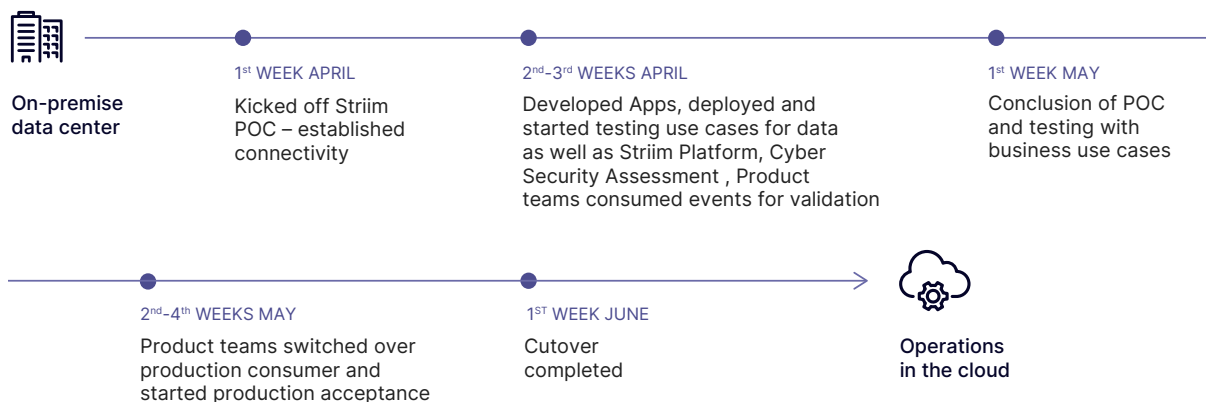 On-premise
data center
1st WEEK APRIL
Kicked off Striim
POC – established
connectivity
2nd-3rd WEEKS APRIL
Developed Apps, deployed and
started testing use cases for data
as well as Striim Platform, Cyber
Security Assessment , Product
teams consumed events for validation
1st WEEK MAY
Conclusion of POC
and testing with
business use cases
2nd-4th WEEKS MAY
Product teams switched over
production consumer and
started production acceptance
1ST WEEK JUNE
Cutover
completed
Operations
in the cloud